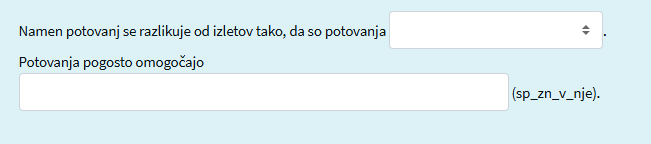 Namen potovanj se razlikuje od izletov tako, da so potovanja .
Potovanja pogosto omogočajo
(sp_zn_v_nje).